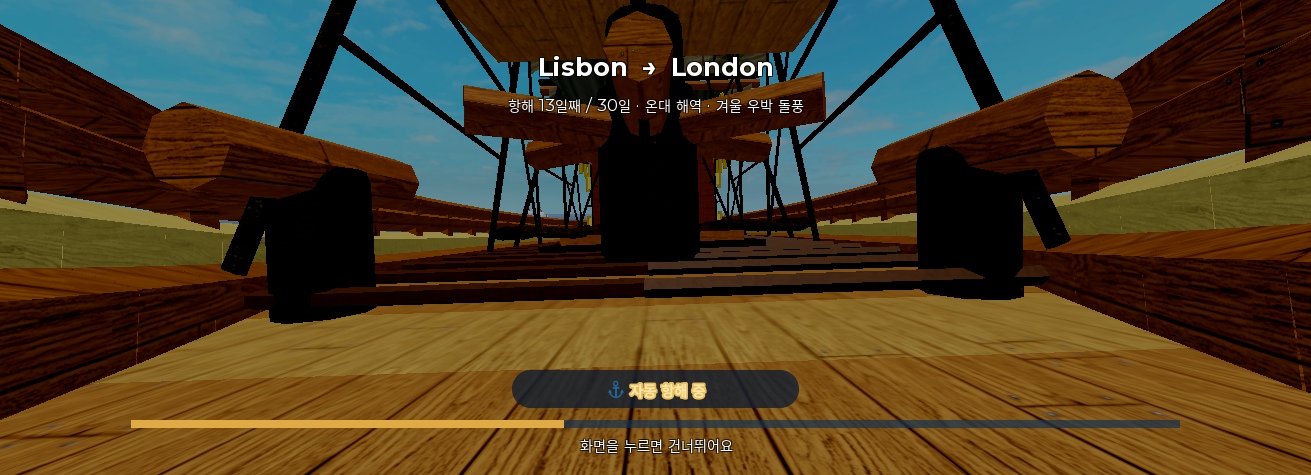 Lisbon → London
항해 13일째 / 30일 · 온대 해역 · 겨울 우박 돌풍
⚓ 자동 항해 중
화면을 누르면 건너뛰어요